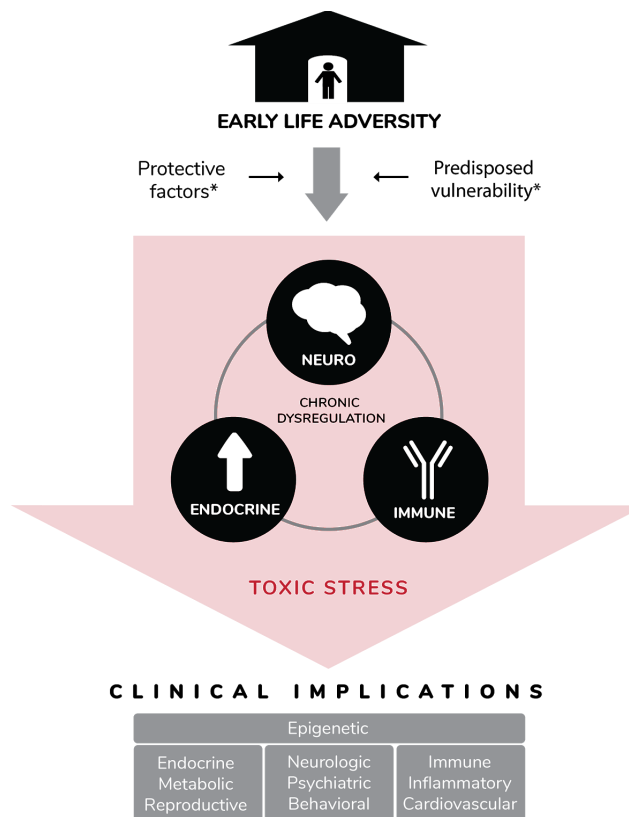 EARLY LIFE ADVERSITY
Protective
factors*
Predisposed
vulnerability*
NEURO
CHRONIC
DYSREGULATION
ENDOCRINE
IMMUNE
TOXIC STRESS
CLINICAL IMPLICATIONS
Epigenetic
Endocrine
Metabolic
Reproductive
Neurologic
Psychiatric
Behavioral
Immune
Inflammatory
Cardiovascular